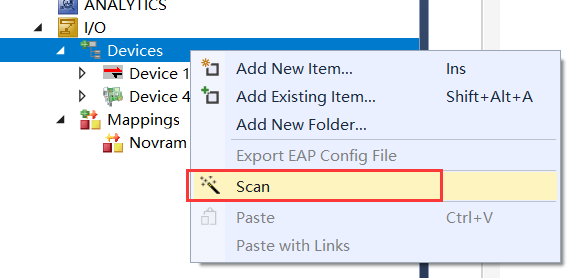 ANALYTICS
I/O
Devices
Device 1
Device 4
Mappings
Novram
Add New Item... Ins
Add Existing Item... Shift+Alt+A
Add New Folder...
Export EAP Config File
Scan
Paste Ctrl+V
Paste with Links